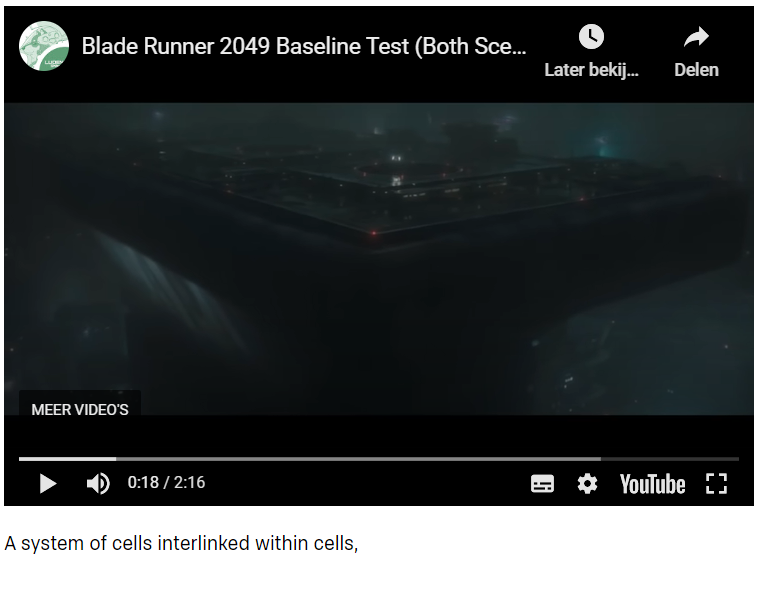 Blade Runner 2049 Baseline Test (Both Sce...
Later bekij...
Delen
MEER VIDEO'S
0:18 / 2:16
YouTube
A system of cells interlinked within cells,